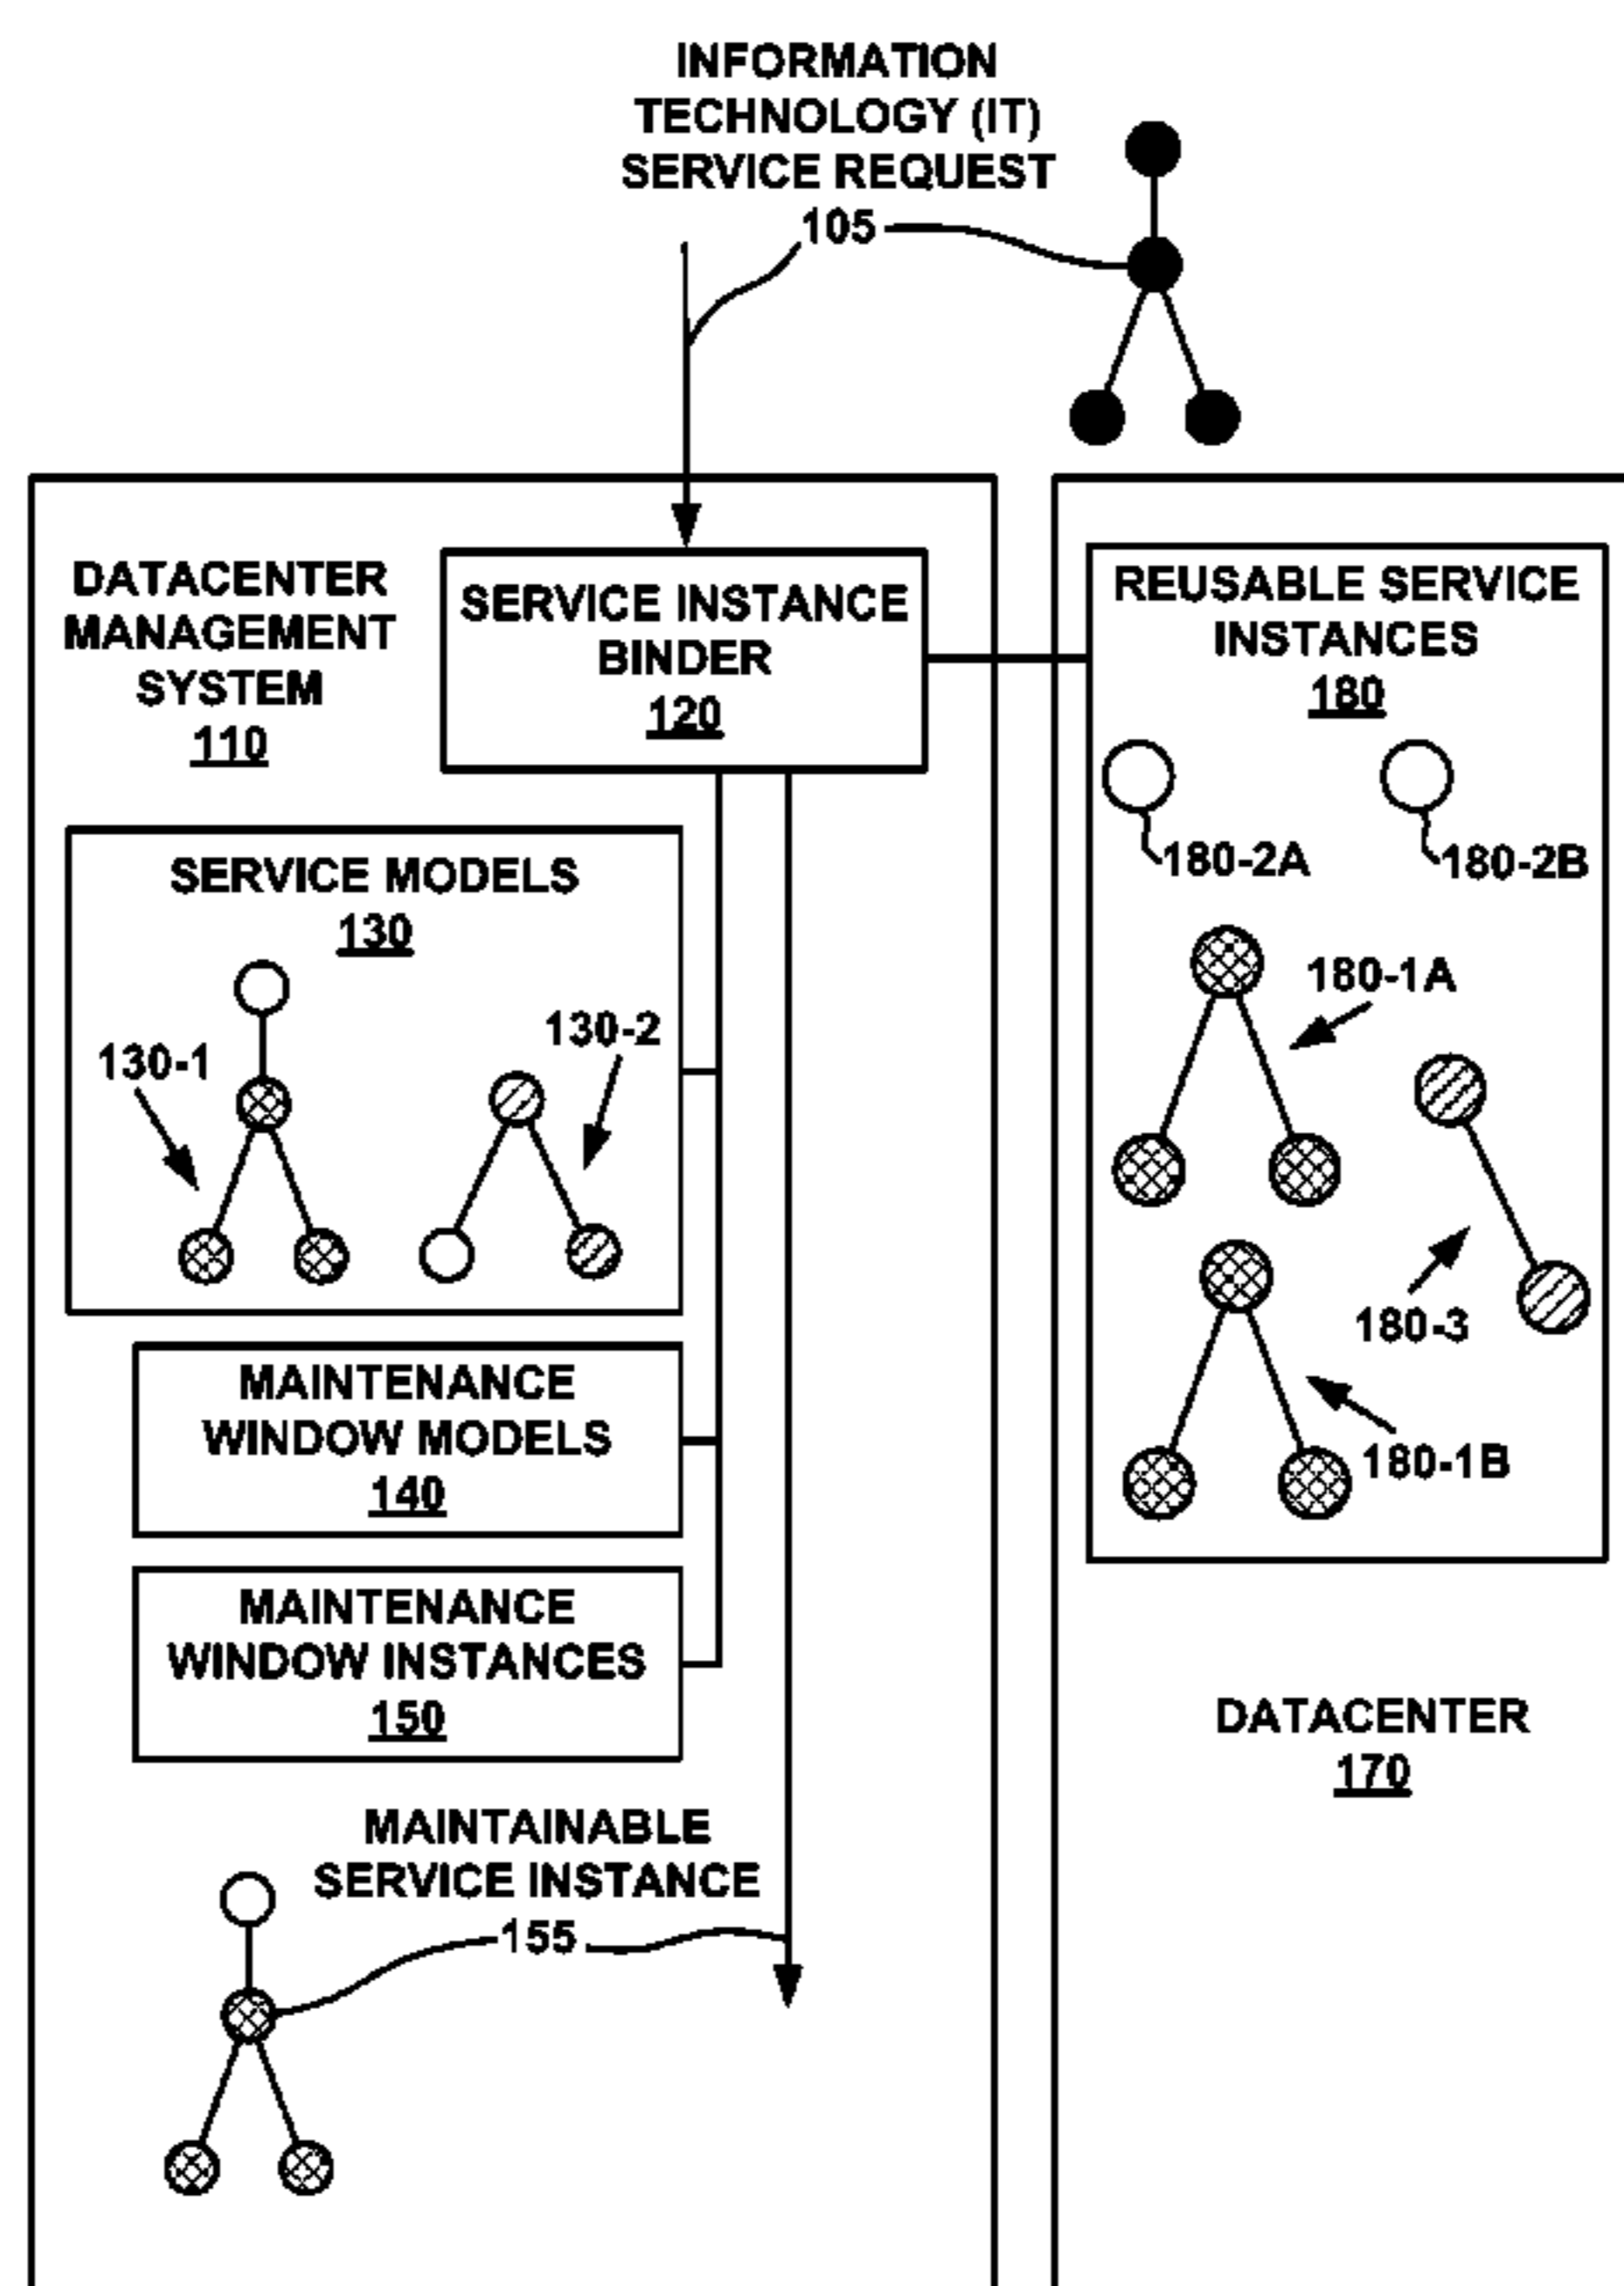 INFORMATION
TECHNOLOGY (IT)
SERVICE REQUEST
105
DATACENTER
MANAGEMENT
SYSTEM
110
SERVICE INSTANCE
BINDER
120
REUSABLE SERVICE
INSTANCES
180
180-2A
180-2B
180-1A
180-3
180-1B
SERVICE MODELS
130
130-1
130-2
MAINTENANCE
WINDOW MODELS
140
MAINTENANCE
WINDOW INSTANCES
150
DATACENTER
170
MAINTAINABLE
SERVICE INSTANCE
155